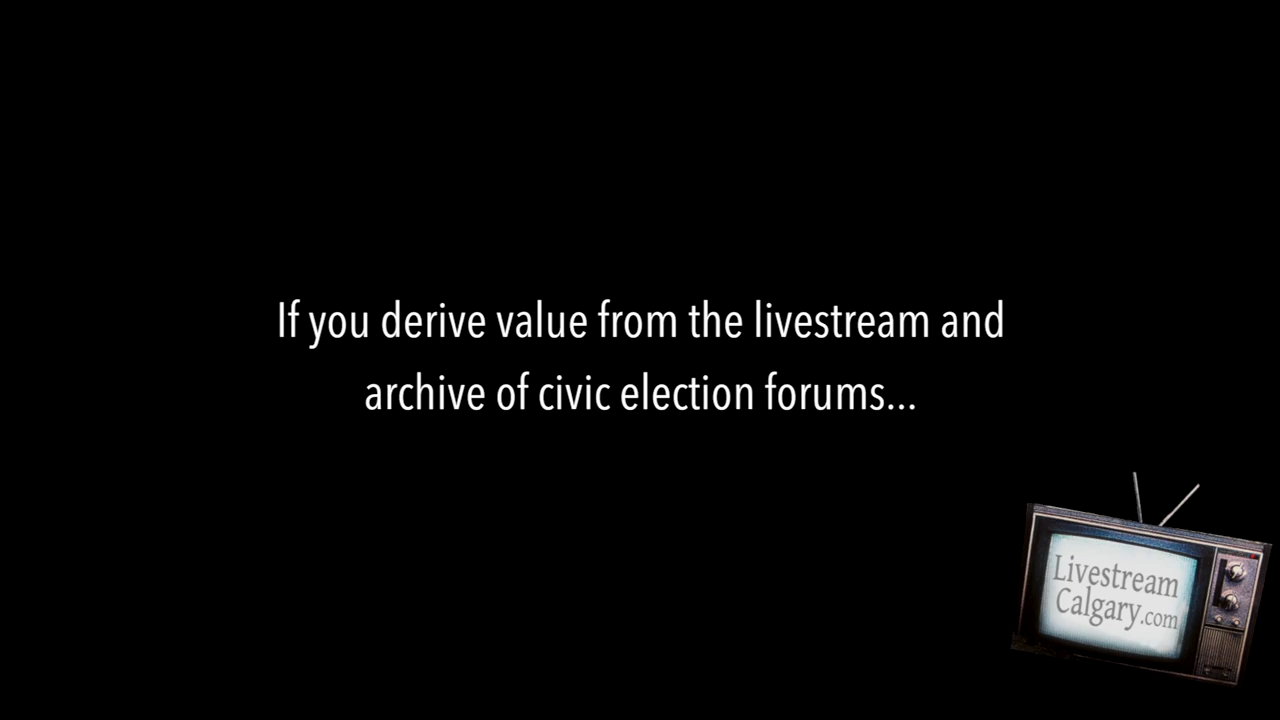 If you derive value from the livestream and
archive of civic election forums...
Livestream
Calgary.com